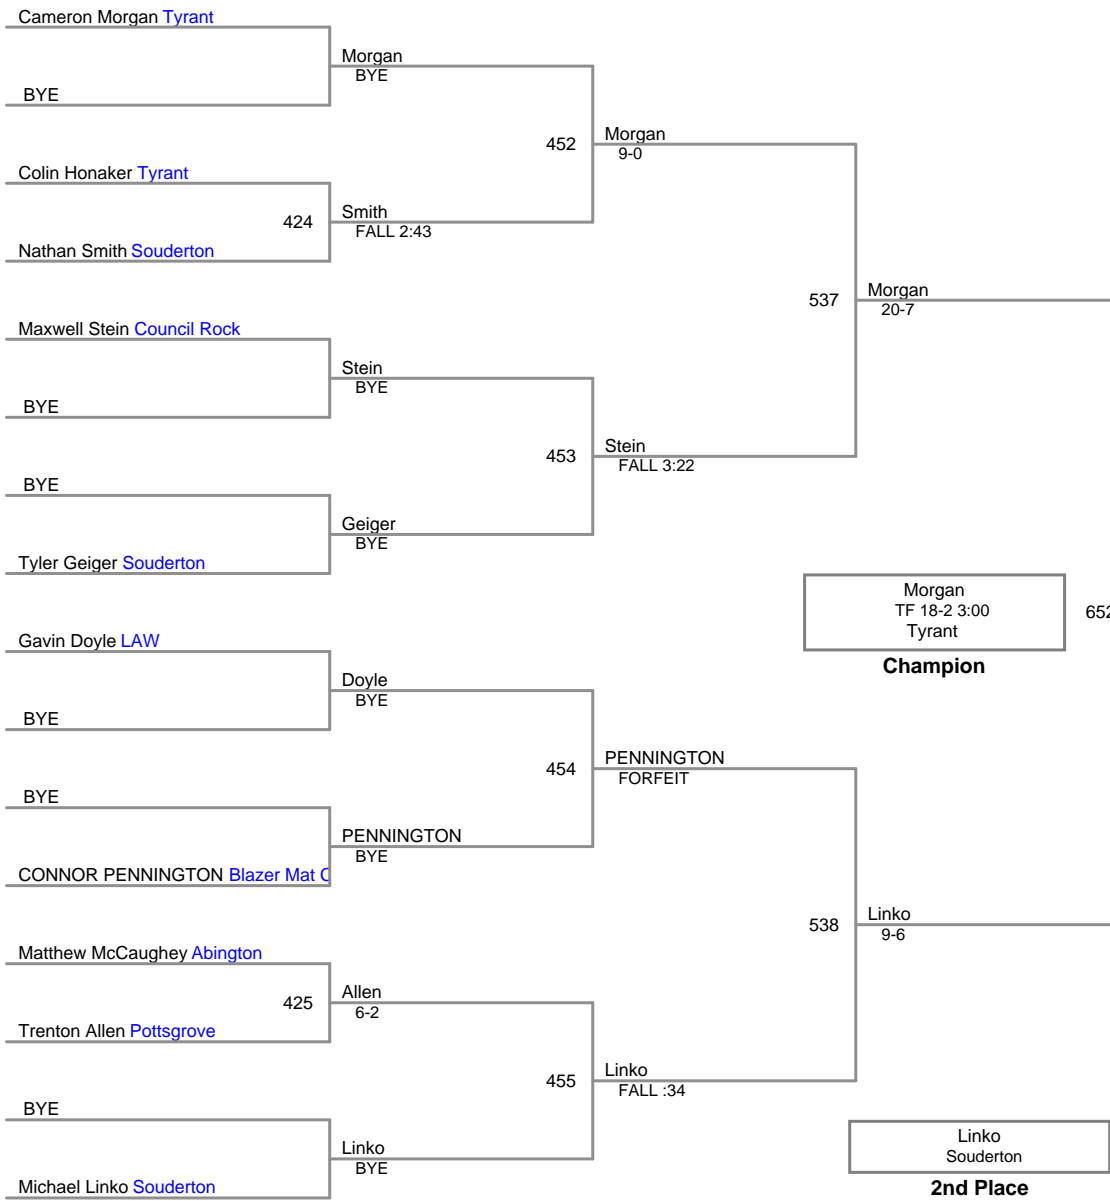 Cameron Morgan Tyrant
Morgan
BYE
BYE
452
Morgan
9-0
Colin Honaker Tyrant
424
Smith
FALL 2:43
Nathan Smith Souderton
537
Morgan
20-7
Maxwell Stein Council Rock
Stein
BYE
BYE
453
Stein
FALL 3:22
BYE
Geiger
BYE
Tyler Geiger Souderton
Morgan
TF 18-2 3:00
Tyrant
652
Champion
Gavin Doyle LAW
Doyle
BYE
BYE
454
PENNINGTON
FORFEIT
BYE
PENNINGTON
BYE
CONNOR PENNINGTON Blazer Mat C
538
Linko
9-6
Matthew McCaughey Abington
425
Allen
6-2
Trenton Allen Pottsgrove
455
Linko
FALL :34
BYE
Linko
BYE
Michael Linko Souderton
Linko
Souderton
2nd Place